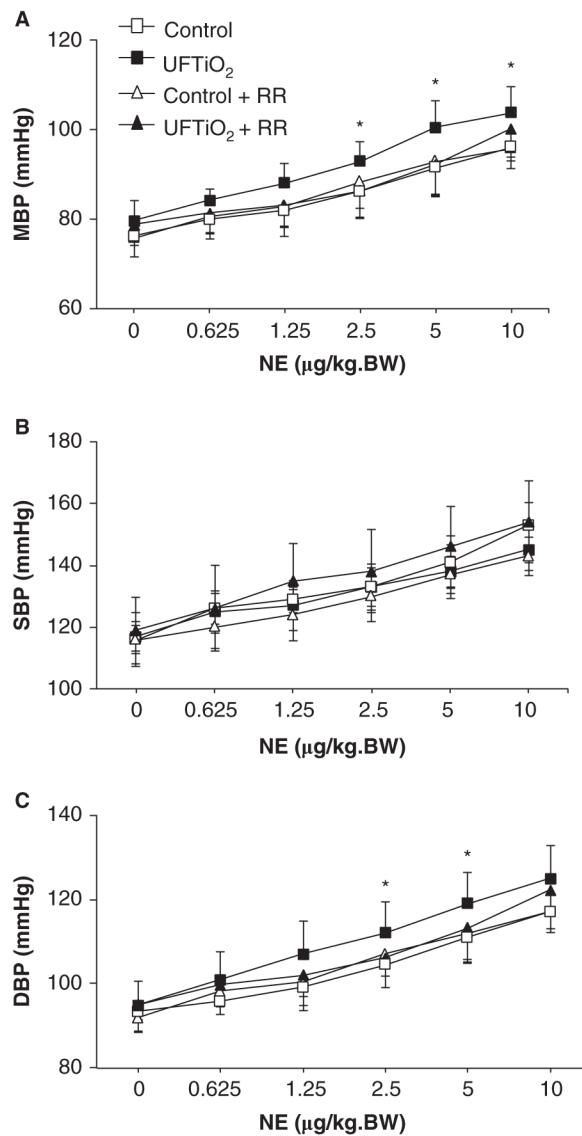 A
Control
UFTiO₂
Control + RR
UFTiO₂ + RR
120
100
80
60
MBP (mmHg)
* * *
0 0.625 1.25 2.5 5 10
NE (μg/kg.BW)
B
180
160
140
120
100
SBP (mmHg)
0 0.625 1.25 2.5 5 10
NE (μg/kg.BW)
C
140
120
100
80
DBP (mmHg)
* *
0 0.625 1.25 2.5 5 10
NE (μg/kg.BW)